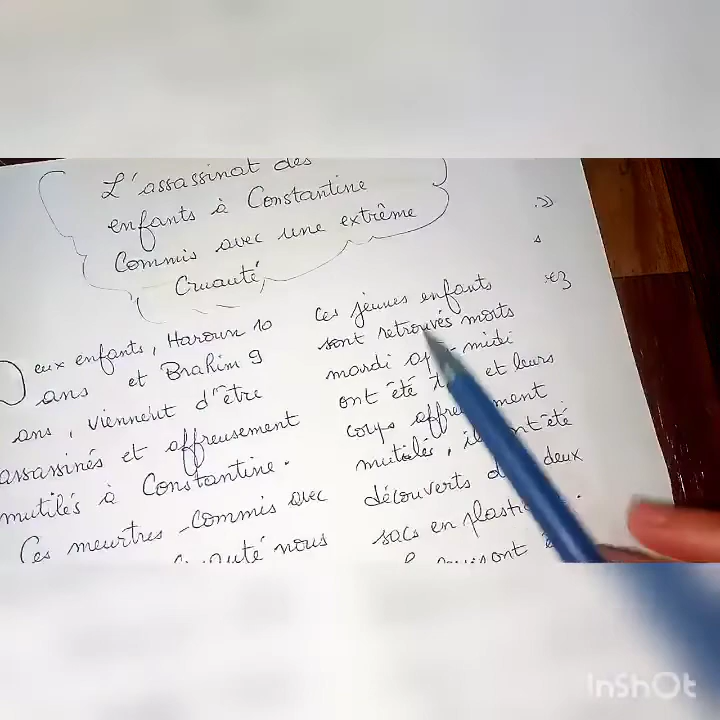 L'assassinat des
enfants à Constantine
Commis avec une extrême
Cruauté
Deux enfants, Haroun 10
ans et Brahim 9
ans, viennent d'être
assassinés et affreusement
mutilés à Constantine.
Ces meurtres commis avec
nous
Ces jeunes enfants
sont retrouvés morts
mardi midi
ont été et leurs
corps
mutilés,
découverts deux
sacs en
InShOt